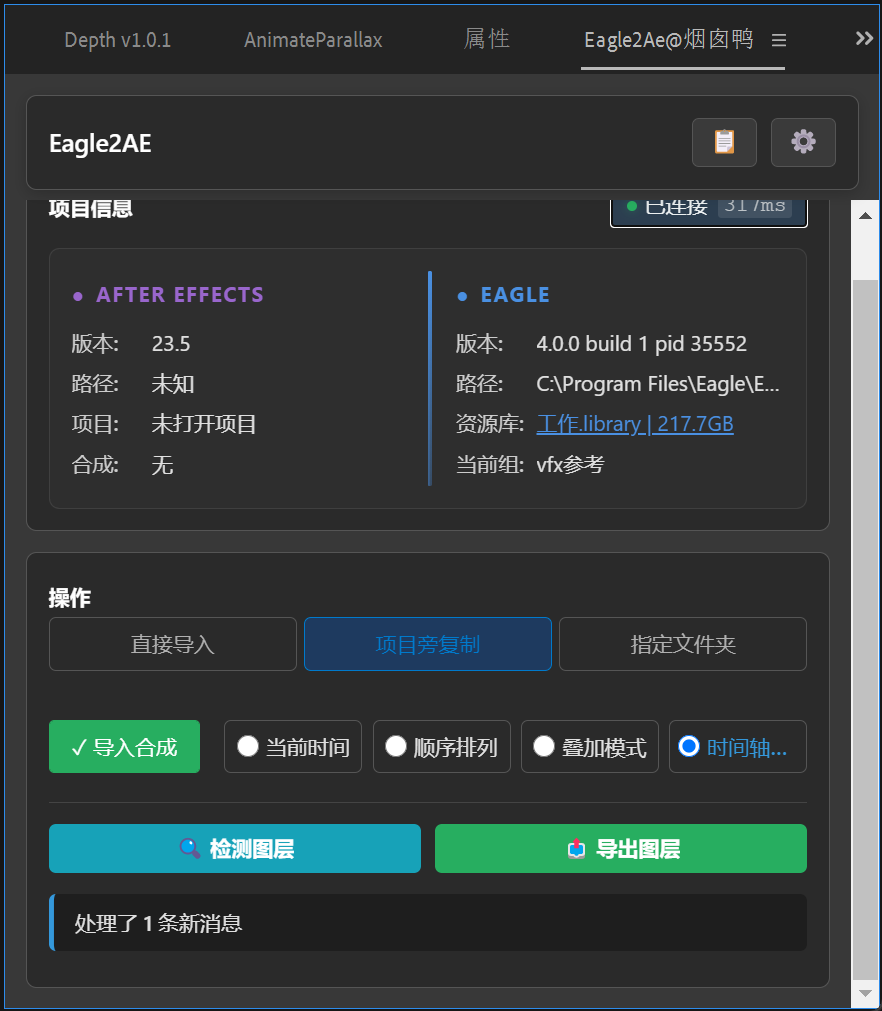 Depth v1.0.1 AnimateParallax 属性 Eagle2Ae@烟囱鸭
Eagle2AE
项目信息 已连接 317ms
AFTER EFFECTS
版本: 23.5
路径: 未知
项目: 未打开项目
合成: 无
EAGLE
版本: 4.0.0 build 1 pid 35552
路径: C:\Program Files\Eagle\E...
资源库: 工作.library | 217.7GB
当前组: vfx参考
操作
直接导入 项目旁复制 指定文件夹
✓ 导入合成 当前时间 顺序排列 叠加模式 时间轴...
检测图层 导出图层
处理了 1 条新消息